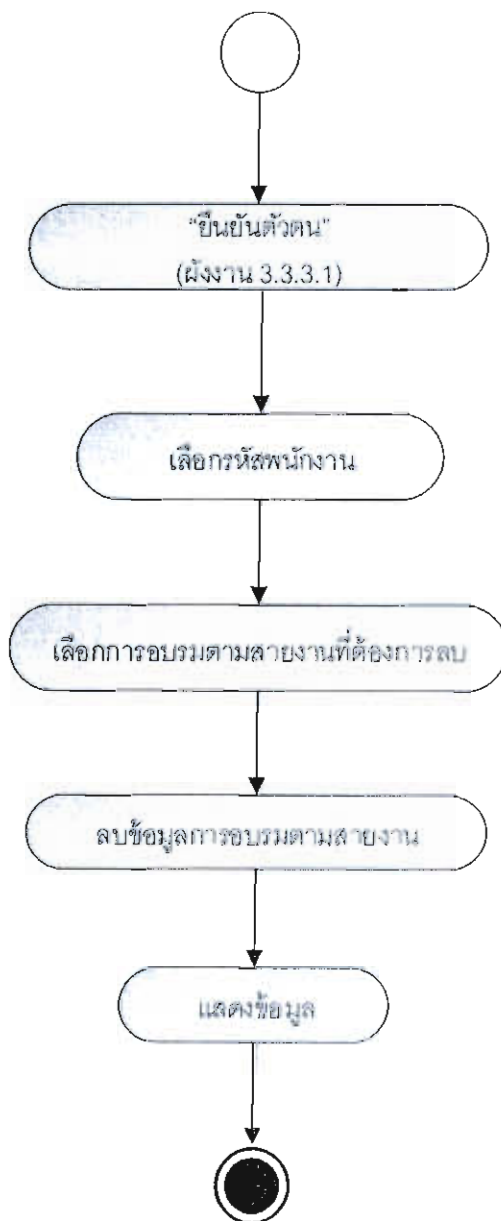 "ยืนยันตัวตน"
(ผังงาน 3.3.3.1)
เลือกรหัสพนักงาน
เลือกการอบรมตามสายงานที่ต้องการลบ
ลบข้อมูลการอบรมตามสายงาน
แสดงข้อมูล